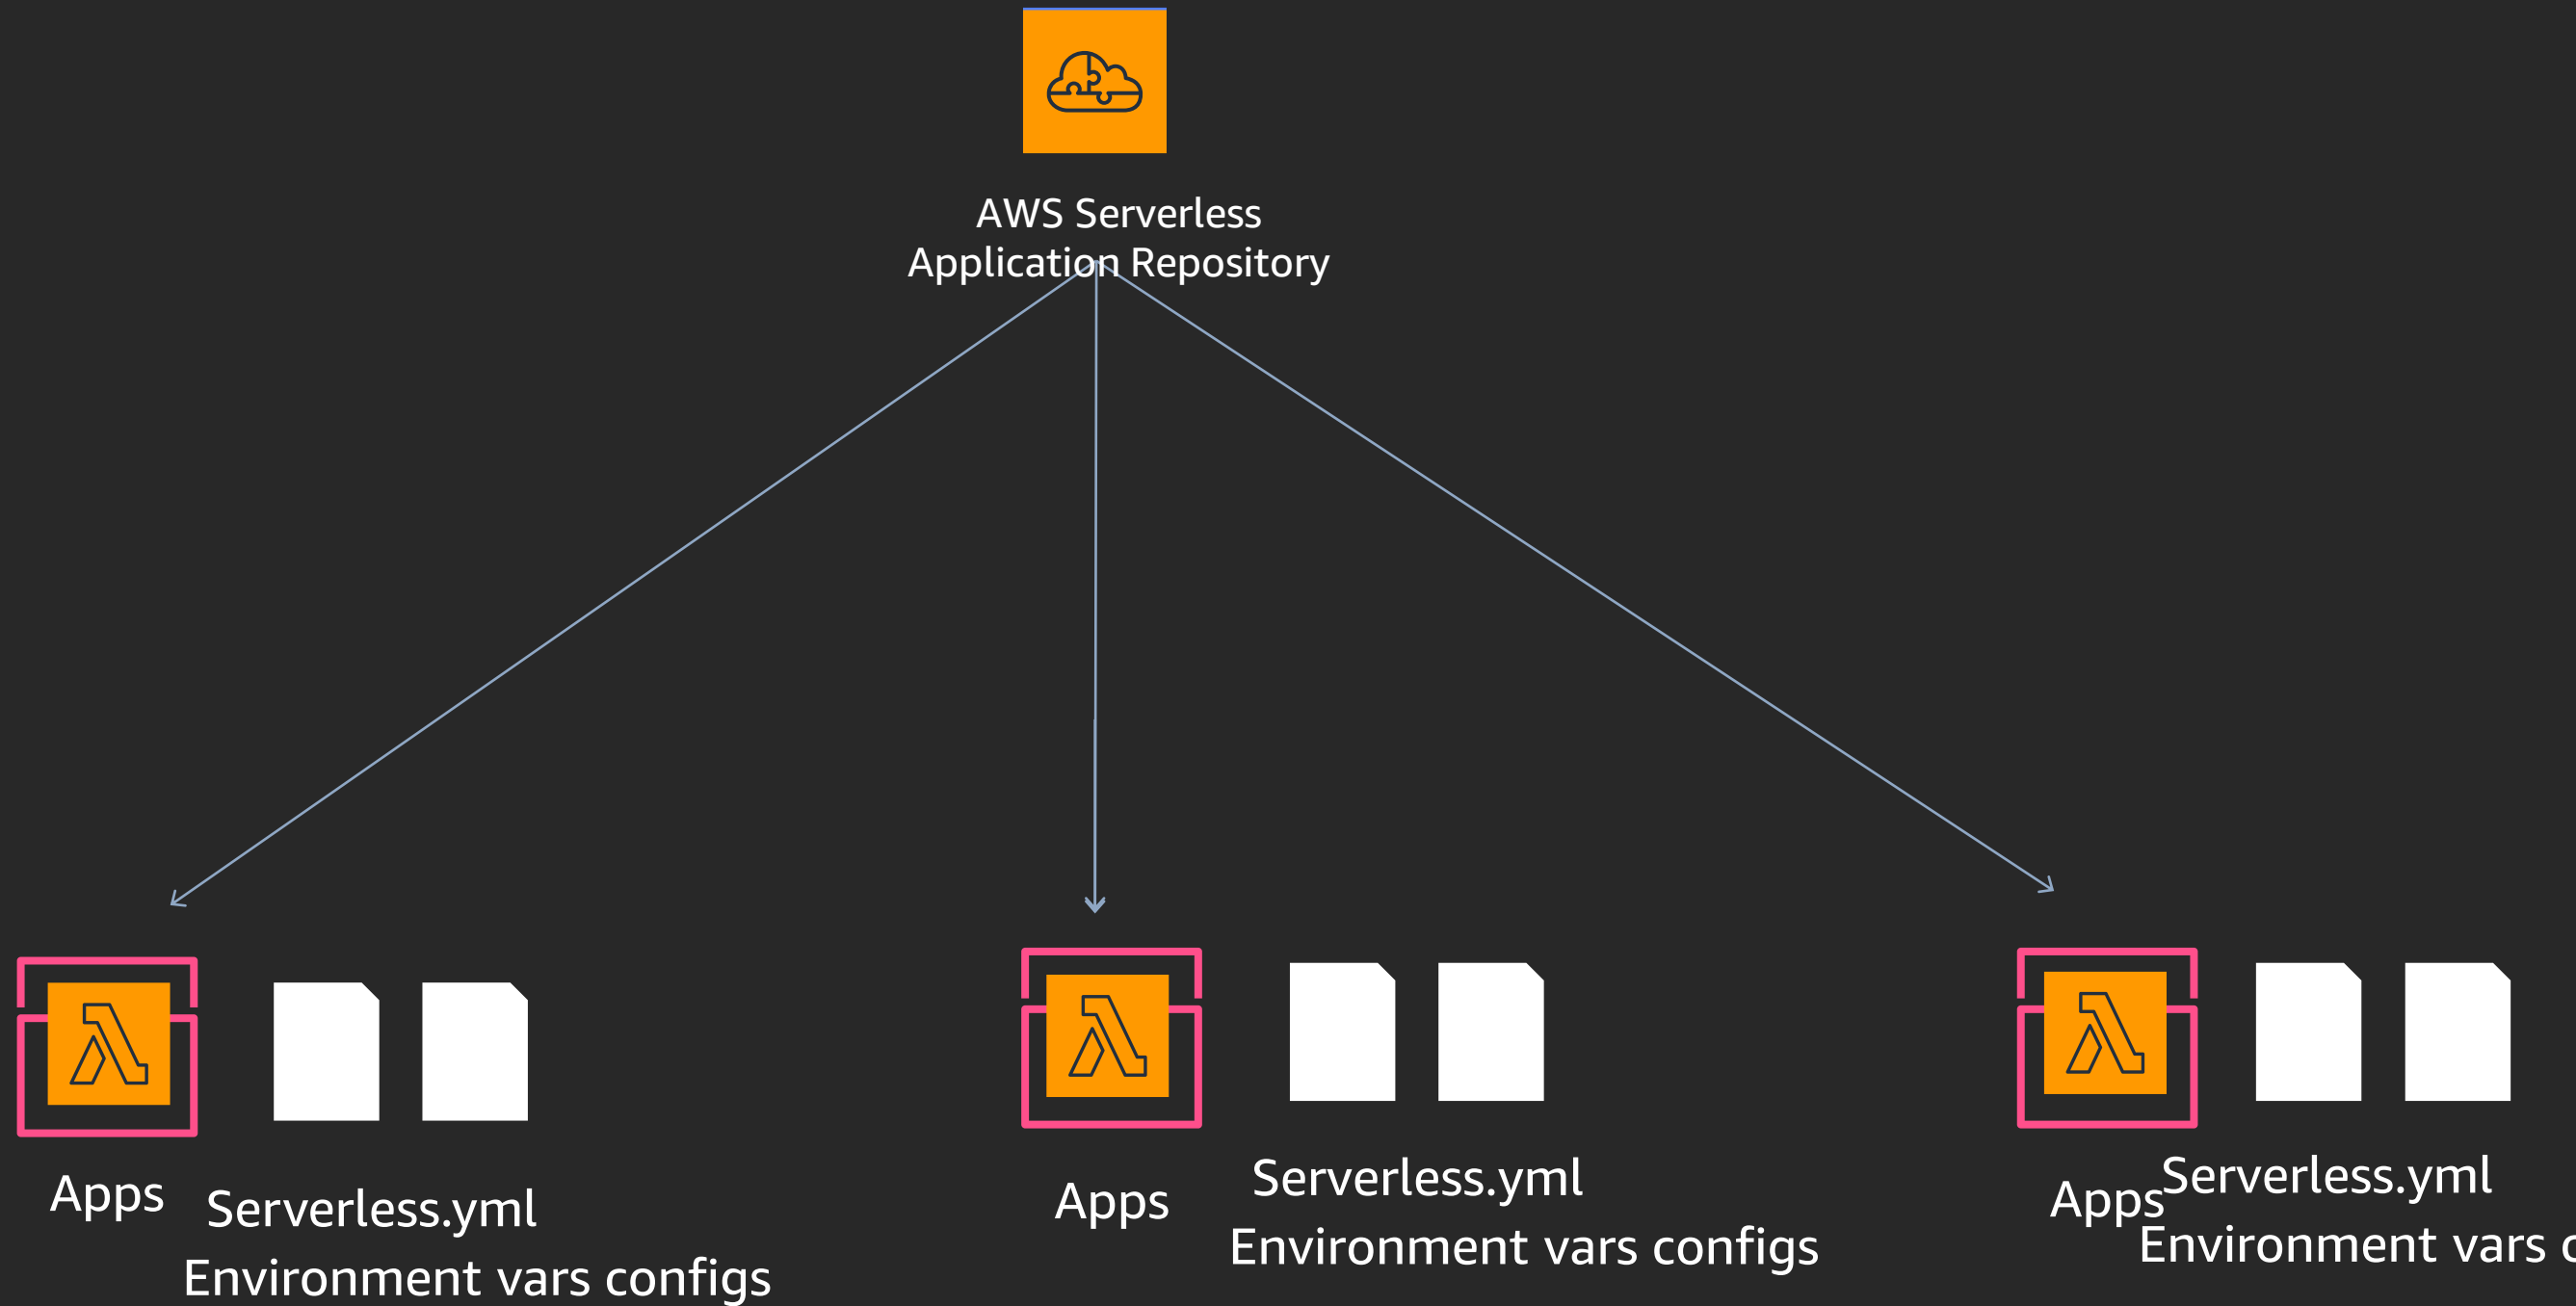 AWS Serverless
Application Repository
Apps
Serverless.yml
Environment vars configs
Apps
Serverless.yml
Environment vars configs
Apps
Serverless.yml
Environment vars